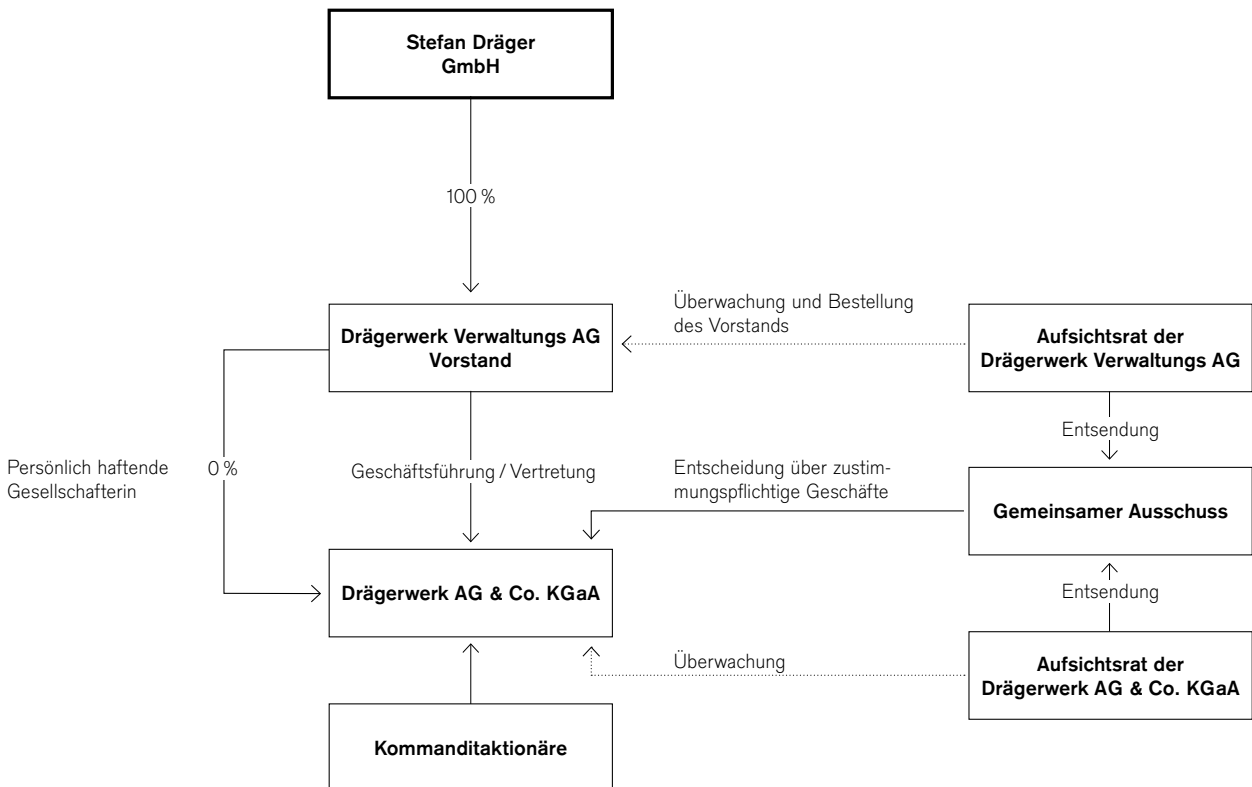 Stefan Dräger
GmbH
100 %
Überwachung und Bestellung
des Vorstands
Drägerwerk Verwaltungs AG
Vorstand
Aufsichtsrat der
Drägerwerk Verwaltungs AG
Entsendung
Persönlich haftende
Gesellschafterin
0 %
Geschäftsführung / Vertretung
Entscheidung über zustim-
mungspflichtige Geschäfte
Gemeinsamer Ausschuss
Drägerwerk AG & Co. KGaA
Entsendung
Überwachung
Aufsichtsrat der
Drägerwerk AG & Co. KGaA
Kommanditaktionäre